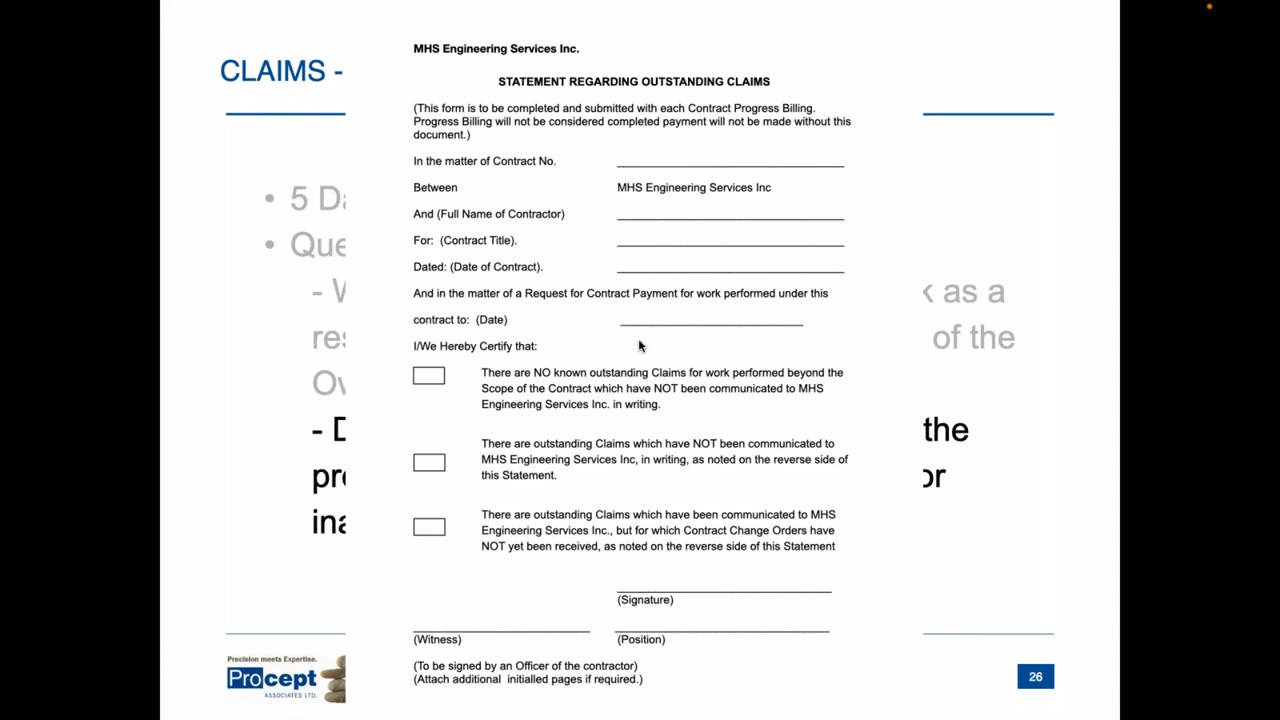 MHS Engineering Services Inc.
CLAIMS -
STATEMENT REGARDING OUTSTANDING CLAIMS
(This form is to be completed and submitted with each Contract Progress Billing.
Progress Billing will not be considered completed payment will not be made without this
document.)
In the matter of Contract No.
Between MHS Engineering Services Inc
And (Full Name of Contractor)
For: (Contract Title).
Dated: (Date of Contract).
And in the matter of a Request for Contract Payment for work performed under this
contract to: (Date)
I/We Hereby Certify that:
There are NO known outstanding Claims for work performed beyond the
Scope of the Contract which have NOT been communicated to MHS
Engineering Services Inc. in writing.
There are outstanding Claims which have NOT been communicated to
MHS Engineering Services Inc, in writing, as noted on the reverse side of
this Statement.
There are outstanding Claims which have been communicated to MHS
Engineering Services Inc., but for which Contract Change Orders have
NOT yet been received, as noted on the reverse side of this Statement
(Signature)
(Witness) (Position)
(To be signed by an Officer of the contractor)
(Attach additional initialled pages if required.)
• 5
as a
of the
the
Precision meets Expertise.
Procept
ASSOCIATES LTD.
26